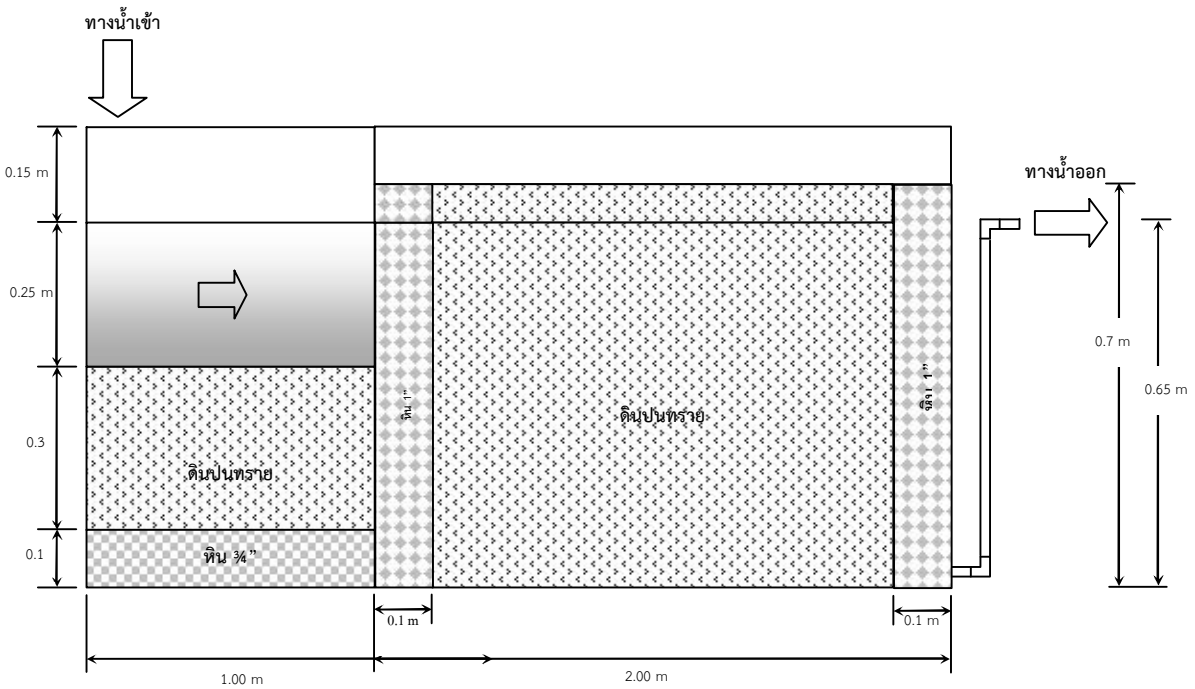 ทางน้ำเข้า
0.15 m
ทางน้ำออก
0.25 m
0.7 m
0.65 m
หิน 1”
หิน 1”
ดินปนทราย
0.3
ดินปนทราย
0.1
หิน ¾”
0.1 m
0.1 m
1.00 m
2.00 m